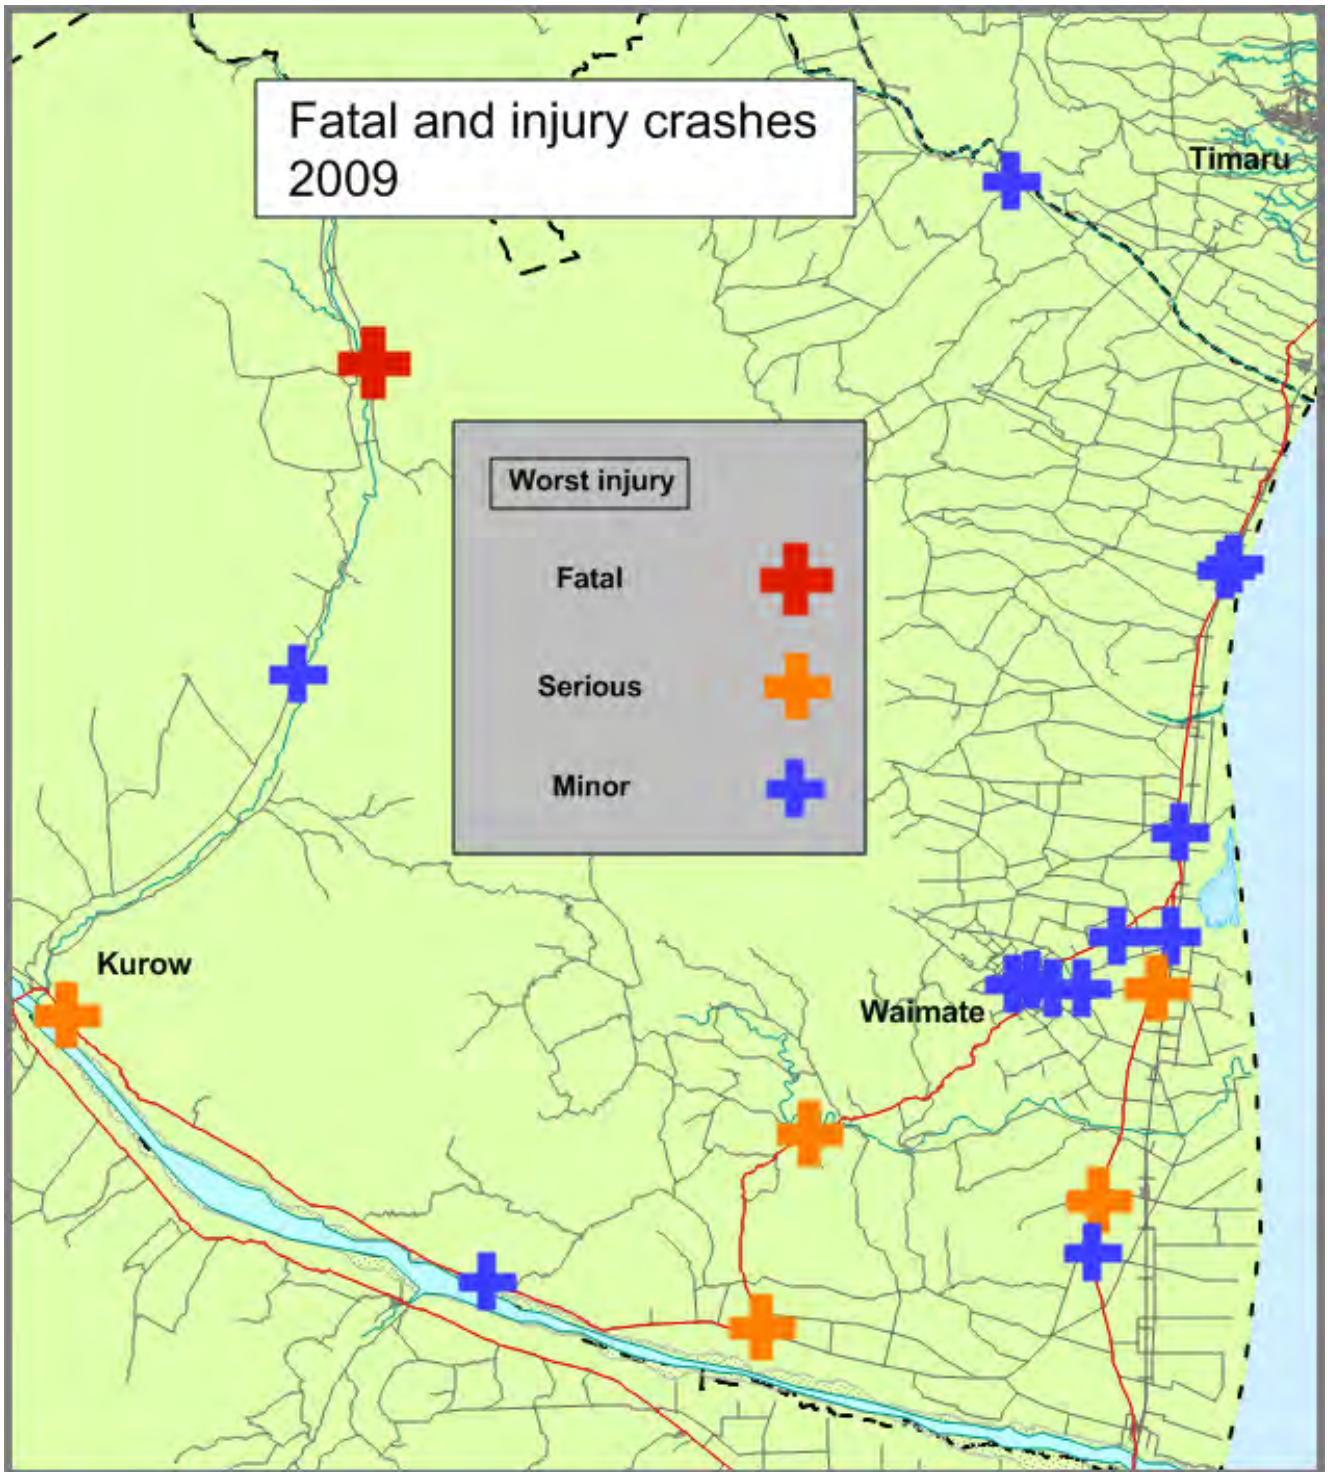 Fatal and injury crashes
2009
Timaru
Worst injury
Fatal
Serious
Minor
Kurow
Waimate